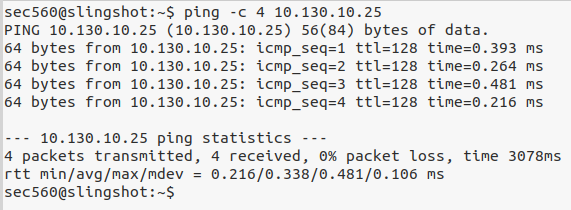 sec560@slingshot:~$ ping -c 4 10.130.10.25
PING 10.130.10.25 (10.130.10.25) 56(84) bytes of data.
64 bytes from 10.130.10.25: icmp_seq=1 ttl=128 time=0.393 ms
64 bytes from 10.130.10.25: icmp_seq=2 ttl=128 time=0.264 ms
64 bytes from 10.130.10.25: icmp_seq=3 ttl=128 time=0.481 ms
64 bytes from 10.130.10.25: icmp_seq=4 ttl=128 time=0.216 ms

--- 10.130.10.25 ping statistics ---
4 packets transmitted, 4 received, 0% packet loss, time 3078ms
rtt min/avg/max/mdev = 0.216/0.338/0.481/0.106 ms
sec560@slingshot:~$